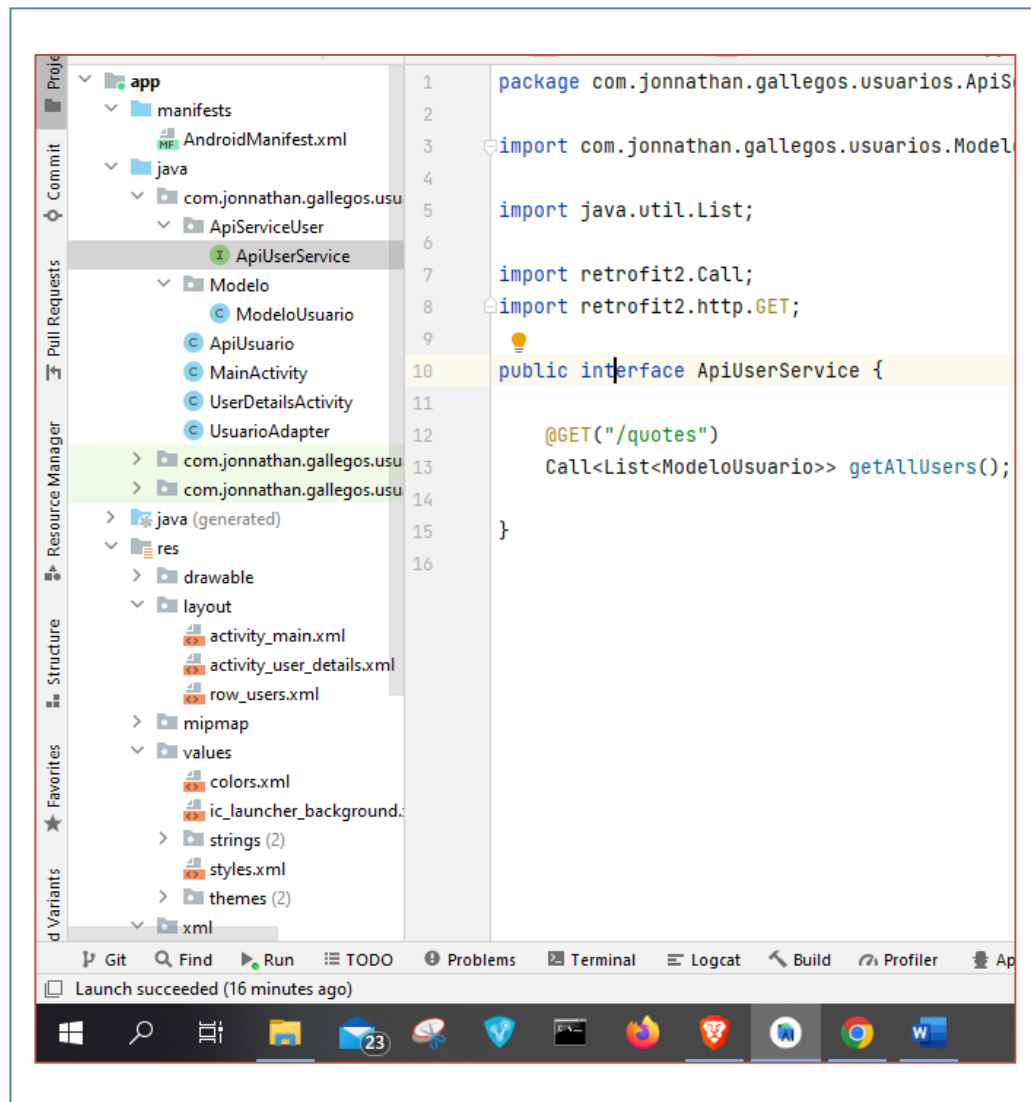 Proje
Commit
Pull Requests
Resource Manager
Structure
Favorites
d Variants
app
manifests
MF AndroidManifest.xml
java
com.jonnathan.gallegos.usu
ApiServiceUser
I ApiUserService
Modelo
C ModeloUsuario
C ApiUsuario
C MainActivity
C UserDetailsActivity
C UsuarioAdapter
com.jonnathan.gallegos.usu
com.jonnathan.gallegos.usu
java (generated)
res
drawable
layout
activity_main.xml
activity_user_details.xml
row_users.xml
mipmap
values
colors.xml
ic_launcher_background.
strings (2)
styles.xml
themes (2)
xml
1 package com.jonnathan.gallegos.usuarios.ApiS
2
3 import com.jonnathan.gallegos.usuarios.Model
4
5 import java.util.List;
6
7 import retrofit2.Call;
8 import retrofit2.http.GET;
9
10 public interface ApiUserService {
11
12 @GET("/quotes")
13 Call<List<ModeloUsuario>> getAllUsers();
14
15 }
16
Git Find Run TODO Problems Terminal Logcat Build Profiler Ap
Launch succeeded (16 minutes ago)
23